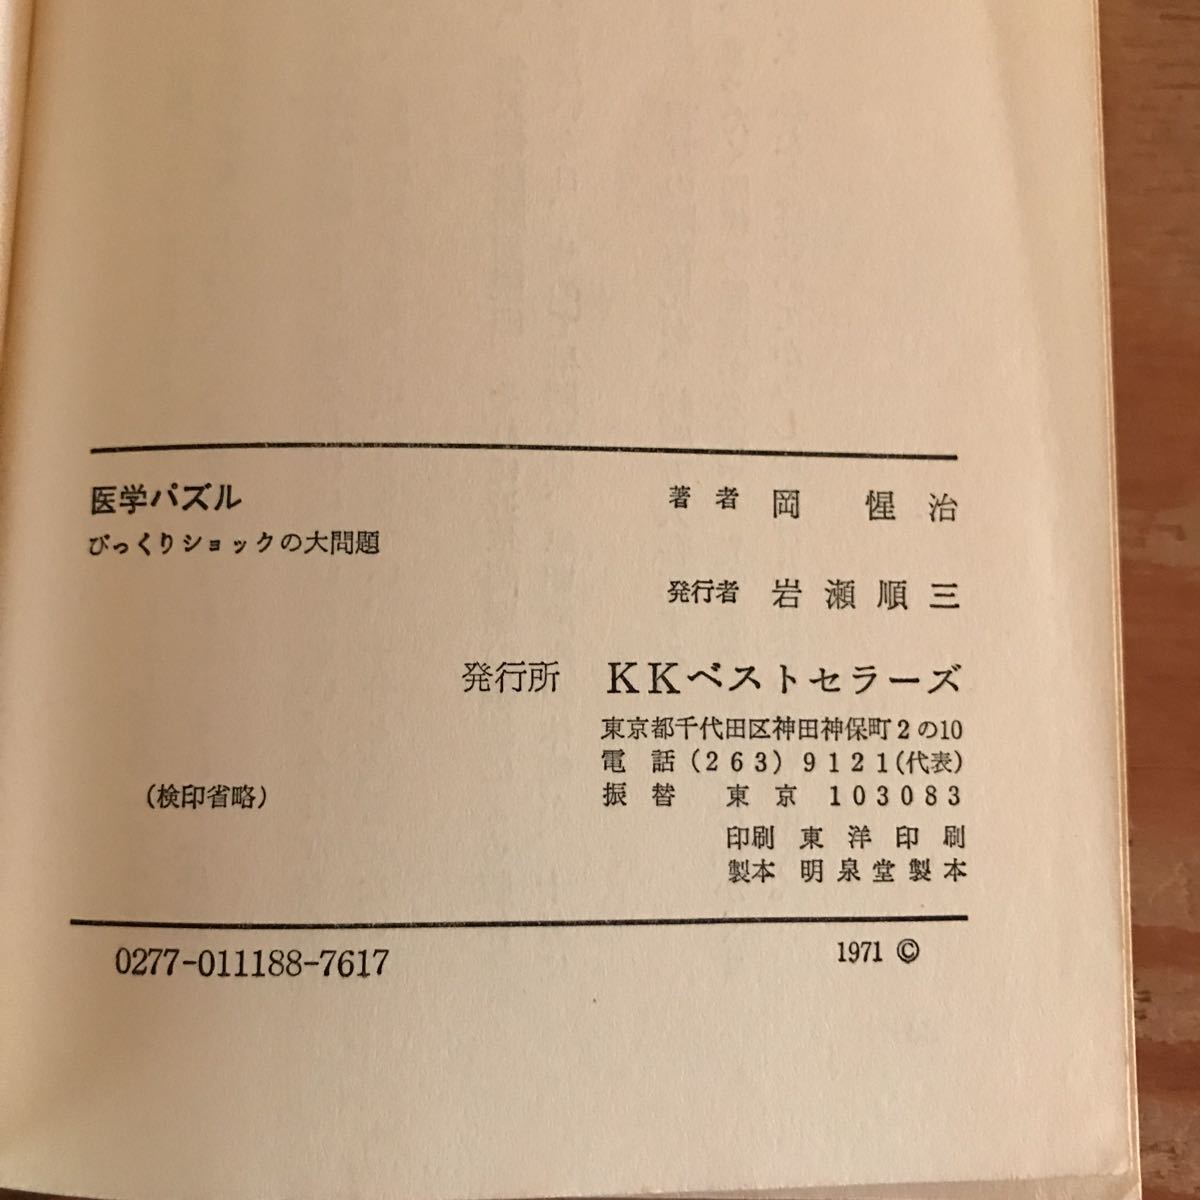 医学パズル
びっくりショックの大問題
著者 岡 惺 治
発行者 岩瀬順三
発行所 KKベストセラーズ
東京都千代田区神田神保町2の10
電話(263)9121(代表)
振替 東京 103083
(検印省略)
印刷 東洋印刷
製本 明泉堂製本
0277-011188-7617
1971 ©